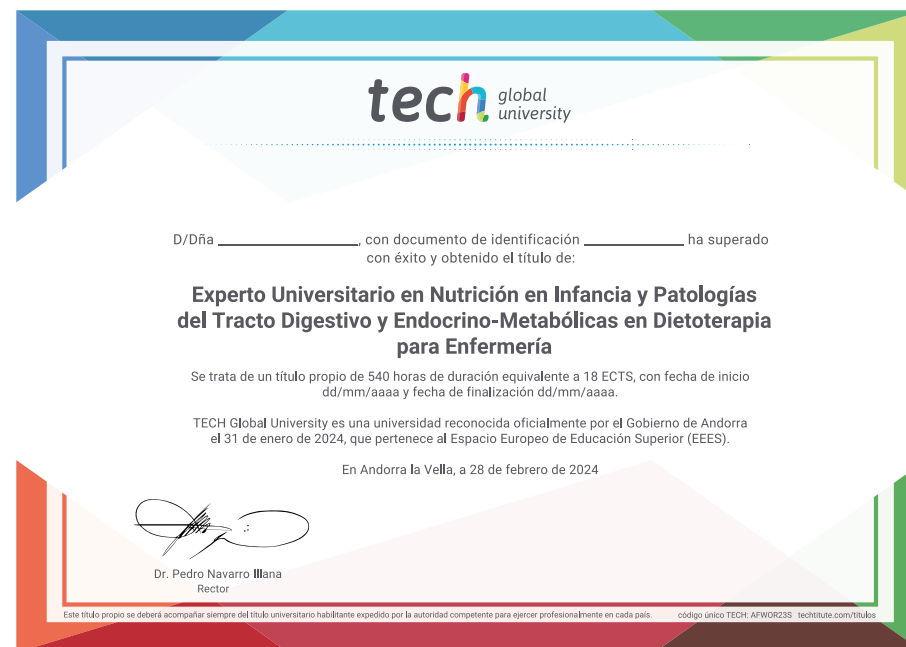 tech global university
D/Dña ____________________, con documento de identificación ______________ ha superado
con éxito y obtenido el título de:
Experto Universitario en Nutrición en Infancia y Patologías
del Tracto Digestivo y Endocrino-Metabólicas en Dietoterapia
para Enfermería
Se trata de un título propio de 540 horas de duración equivalente a 18 ECTS, con fecha de inicio
dd/mm/aaaa y fecha de finalización dd/mm/aaaa.
TECH Global University es una universidad reconocida oficialmente por el Gobierno de Andorra
el 31 de enero de 2024, que pertenece al Espacio Europeo de Educación Superior (EEES).
En Andorra la Vella, a 28 de febrero de 2024
Dr. Pedro Navarro Illana
Rector
Este título propio se deberá acompañar siempre del título universitario habilitante expedido por la autoridad competente para ejercer profesionalmente en cada país. código único TECH: AFWOR23S techtitute.com/titulos